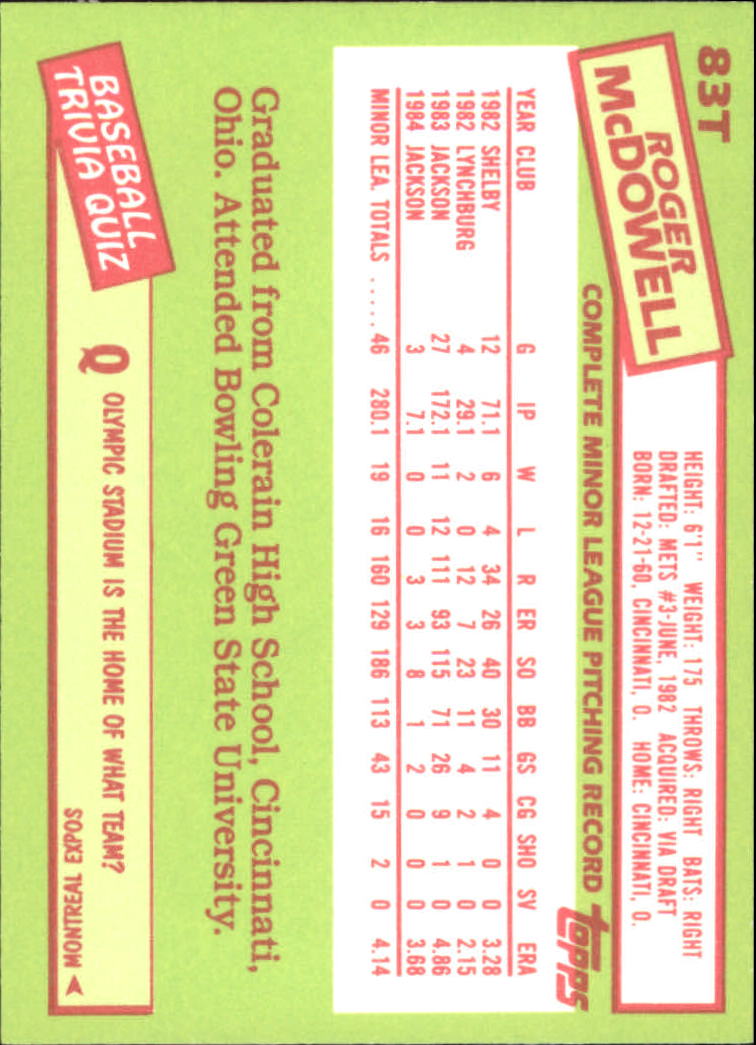 83T
ROGER
McDOWELL
HEIGHT: 6'1" WEIGHT: 175 THROWS: RIGHT BATS: RIGHT
DRAFTED: METS #3-JUNE, 1982 ACQUIRED: VIA DRAFT
BORN: 12-21-60, CINCINNATI, O. HOME: CINCINNATI, O.
COMPLETE MINOR LEAGUE PITCHING RECORD topps
YEAR CLUB G IP W L R ER SO BB GS CG SHO SV ERA
1982 SHELBY 12 71.1 6 4 34 26 40 30 11 4 0 0 3.28
1982 LYNCHBURG 4 29.1 2 0 12 7 23 11 4 2 1 0 2.15
1983 JACKSON 27 172.1 11 12 111 93 115 71 26 9 1 0 4.86
1984 JACKSON 3 7.1 0 0 3 3 8 1 2 0 0 0 3.68
MINOR LEA. TOTALS ..... 46 280.1 19 16 160 129 186 113 43 15 2 0 4.14
Graduated from Colerain High School, Cincinnati,
Ohio. Attended Bowling Green State University.
BASEBALL
TRIVIA QUIZ
Q OLYMPIC STADIUM IS THE HOME OF WHAT TEAM?
MONTREAL EXPOS